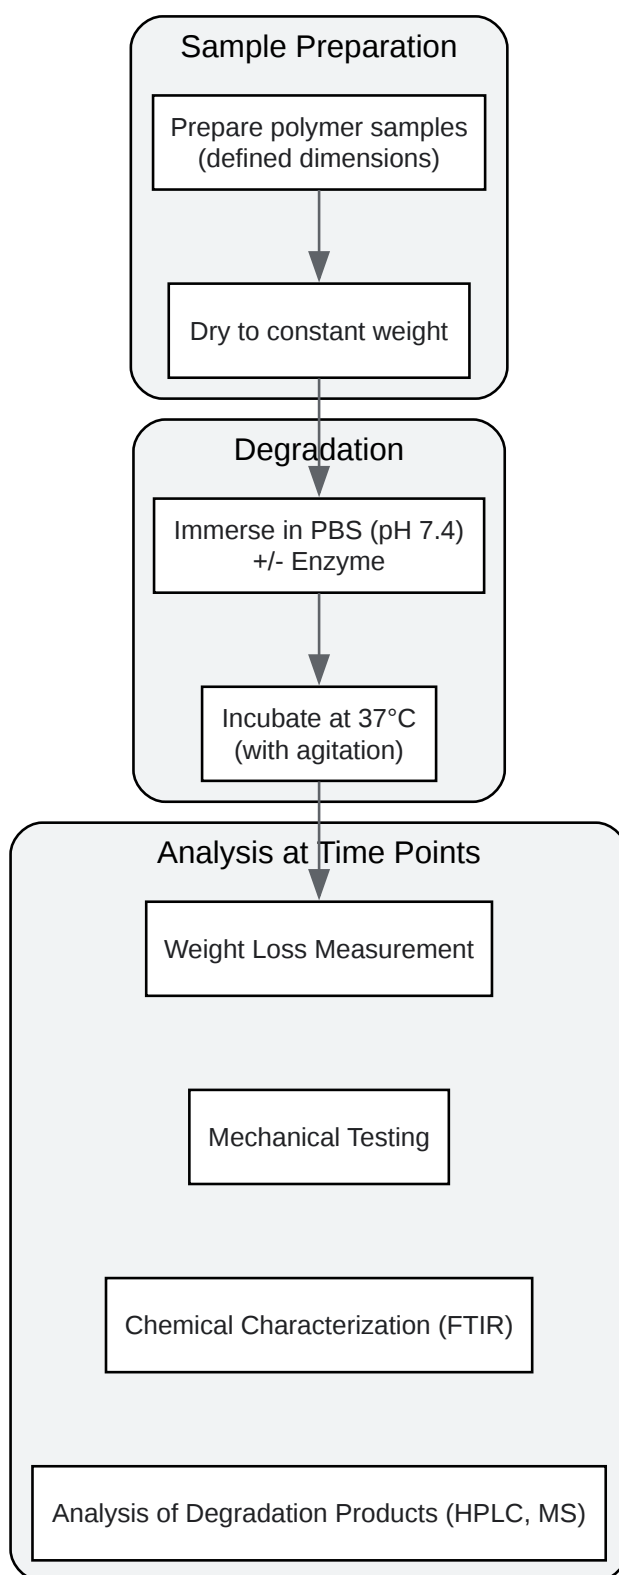 Sample Preparation
Prepare polymer samples
(defined dimensions)
Dry to constant weight
Degradation
Immerse in PBS (pH 7.4)
+/- Enzyme
Incubate at 37°C
(with agitation)
Analysis at Time Points
Weight Loss Measurement
Mechanical Testing
Chemical Characterization (FTIR)
Analysis of Degradation Products (HPLC, MS)